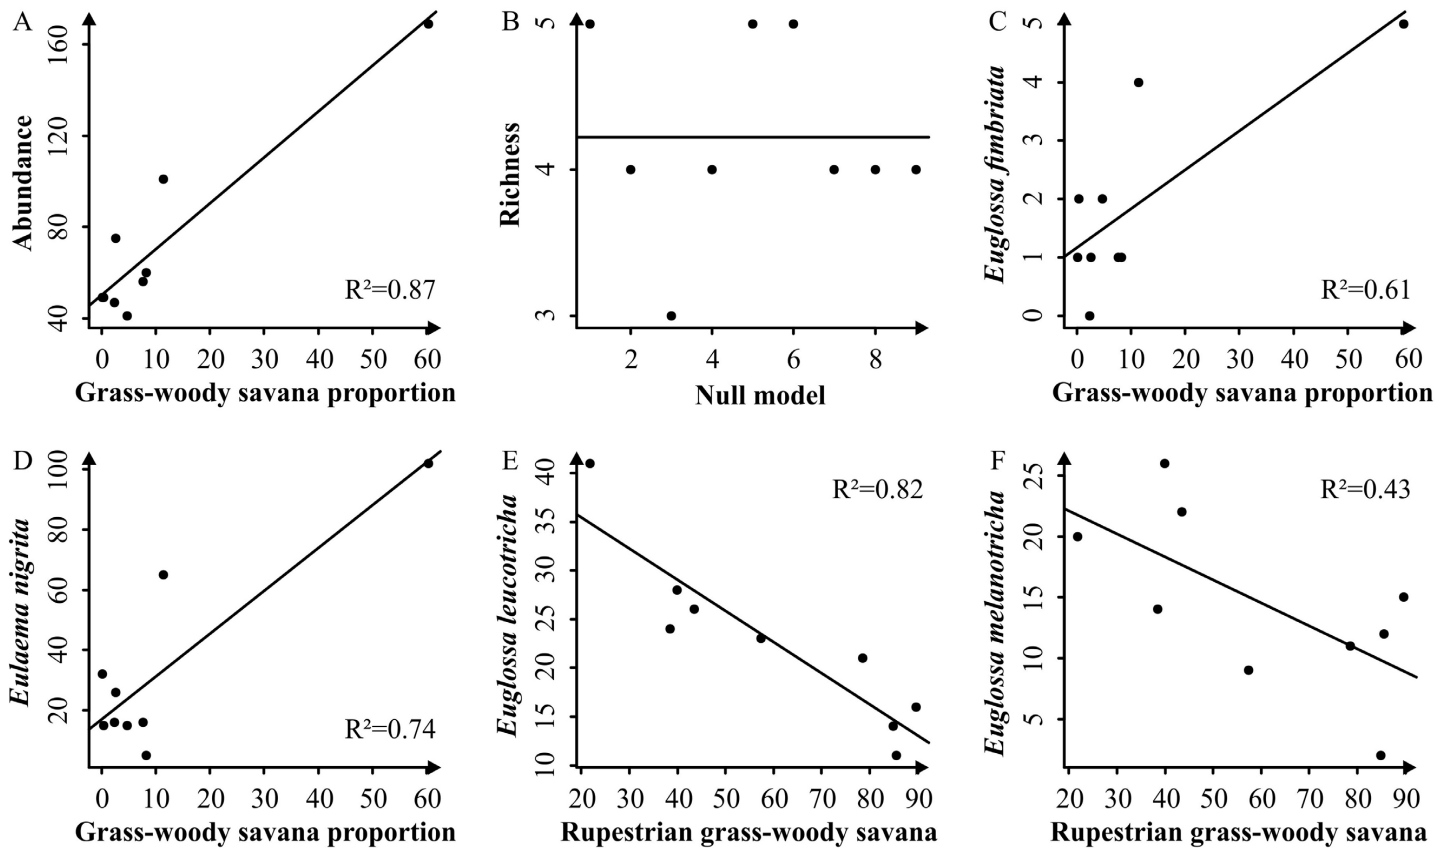 A
Abundance
40
80
120
160
0 10 20 30 40 50 60
R²=0.87
Grass-woody savana proportion
B
Richness
3
4
5
2 4 6 8
Null model
C
Euglossa fimbriata
0
1
2
3
4
5
0 10 20 30 40 50 60
R²=0.61
Grass-woody savana proportion
D
Eulaema nigrita
20
40
60
80
100
0 10 20 30 40 50 60
R²=0.74
Grass-woody savana proportion
E
Euglossa leucotricha
10
15
20
25
30
35
40
20 30 40 50 60 70 80 90
R²=0.82
Rupestrian grass-woody savana
F
Euglossa melanotricha
5
10
15
20
25
20 30 40 50 60 70 80 90
R²=0.43
Rupestrian grass-woody savana